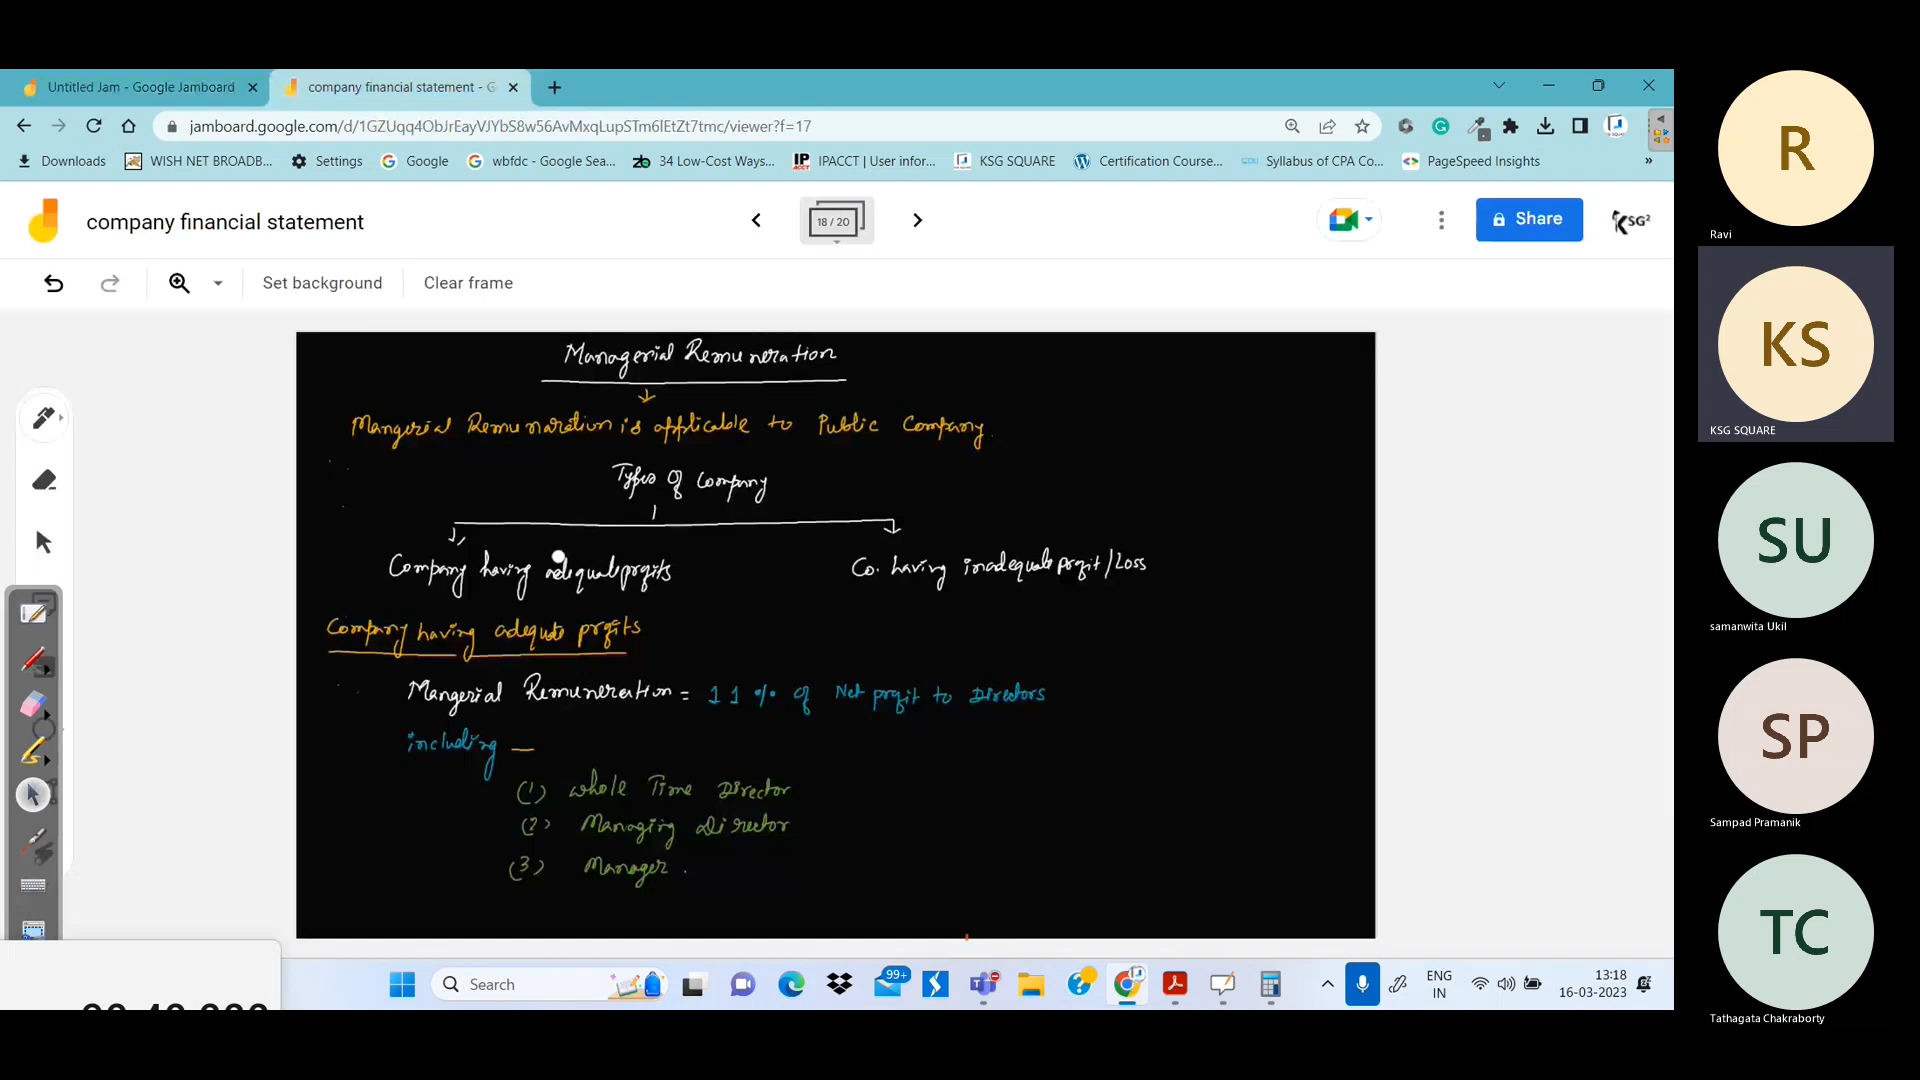 Untitled Jam - Google Jamboard
company financial statement - G
jamboard.google.com/d/1GZUqq4ObJrEayVJYbS8w56AvMxqLupSTm6lEtZt7tmc/viewer?f=17
Downloads WISH NET BROADB... Settings Google wbfdc - Google Sea... 34 Low-Cost Ways... IPACCT | User infor... KSG SQUARE Certification Course... Syllabus of CPA Co... PageSpeed Insights »
company financial statement
18 / 20
Share
KSG²
Set background Clear frame
Managerial Remuneration
Mangerial Remunaration is applicable to Public Company.
Types of Company
Company having adequate profits
Co. having inadequate profit/Loss
Company having adequate profits
Mangerial Remuneration = 11 % of Net profit to Directors
including —
(1) Whole Time Director
(2) Managing Director
(3) Manager .
Search
99+
ENG
IN
13:18
16-03-2023
R
Ravi
KS
KSG SQUARE
SU
samanwita Ukil
SP
Sampad Pramanik
TC
Tathagata Chakraborty